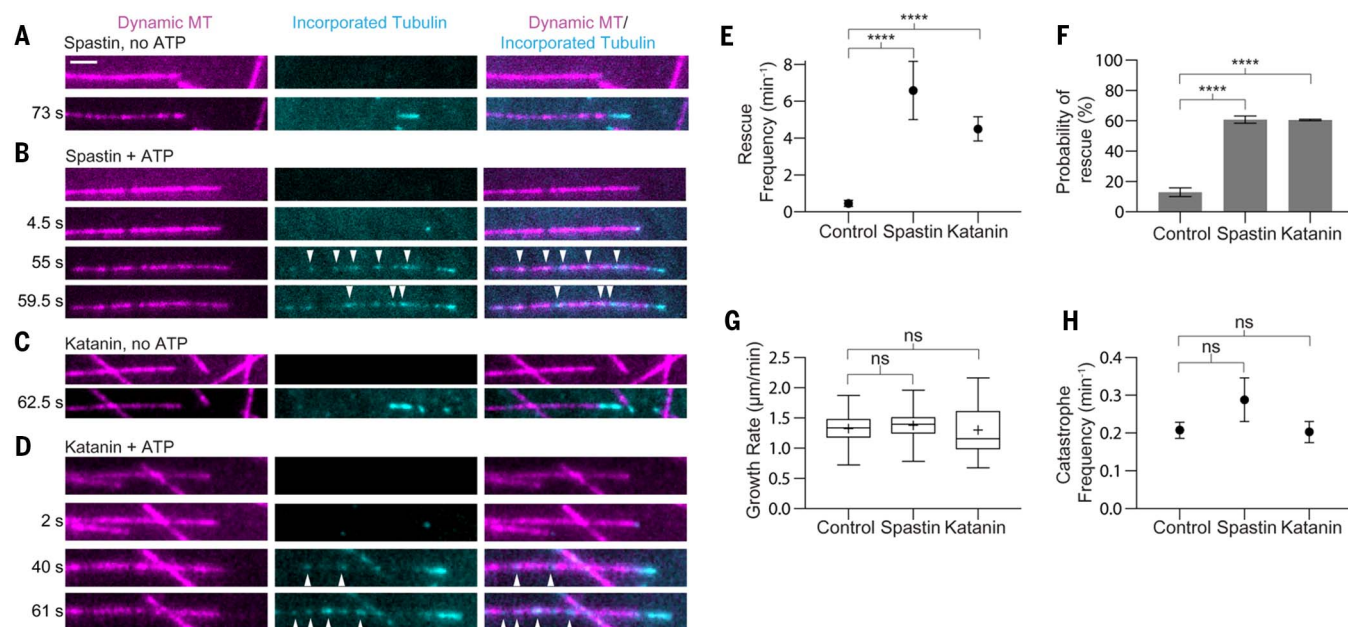 Dynamic MT
Incorporated Tubulin
Dynamic MT/
Incorporated Tubulin
A
Spastin, no ATP
73 s
B
Spastin + ATP
4.5 s
55 s
59.5 s
C
Katanin, no ATP
62.5 s
D
Katanin + ATP
2 s
40 s
61 s
E
****
****
Rescue
Frequency (min⁻¹)
8
6
4
2
0
Control Spastin Katanin
F
****
****
Probability of
rescue (%)
100
80
60
40
20
0
Control Spastin Katanin
G
ns
ns
Growth Rate (µm/min)
2.5
2.0
1.5
1.0
0.5
0.0
Control Spastin Katanin
H
ns
ns
Catastrophe
Frequency (min⁻¹)
0.4
0.3
0.2
0.1
0.0
Control Spastin Katanin